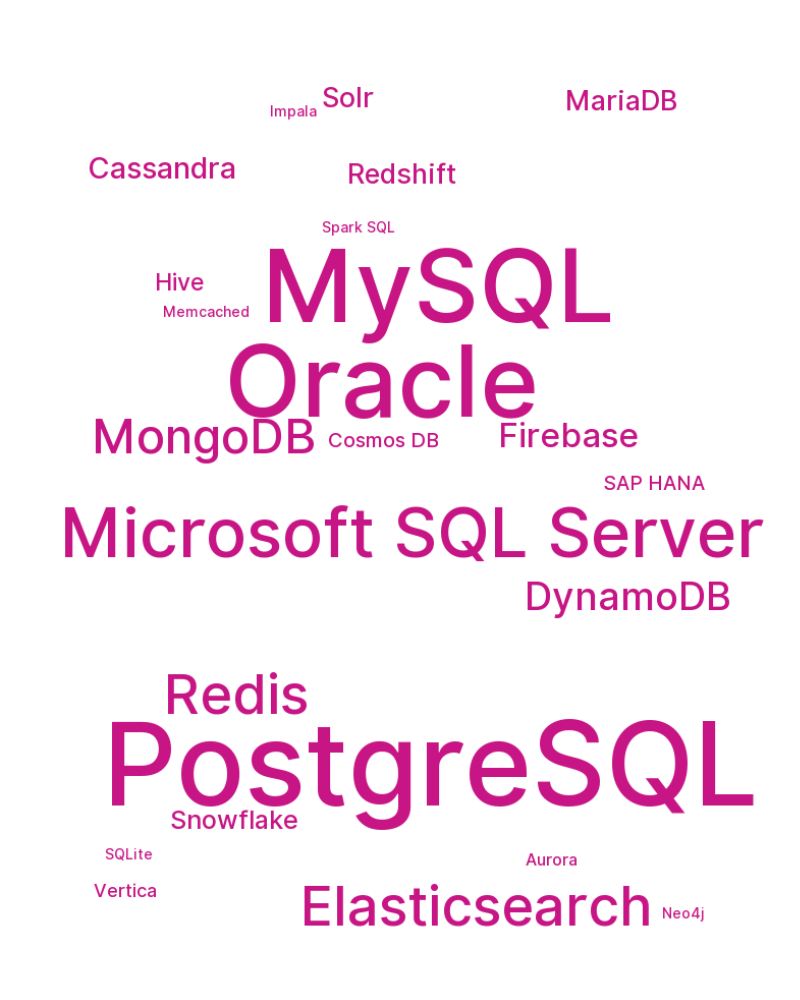 Solr
MariaDB
Impala
Cassandra
Redshift
Spark SQL
MySQL
Hive
Memcached
Oracle
MongoDB
Cosmos DB
Firebase
SAP HANA
Microsoft SQL Server
DynamoDB
Redis
PostgreSQL
Snowflake
SQLite
Aurora
Vertica
Elasticsearch
Neo4j